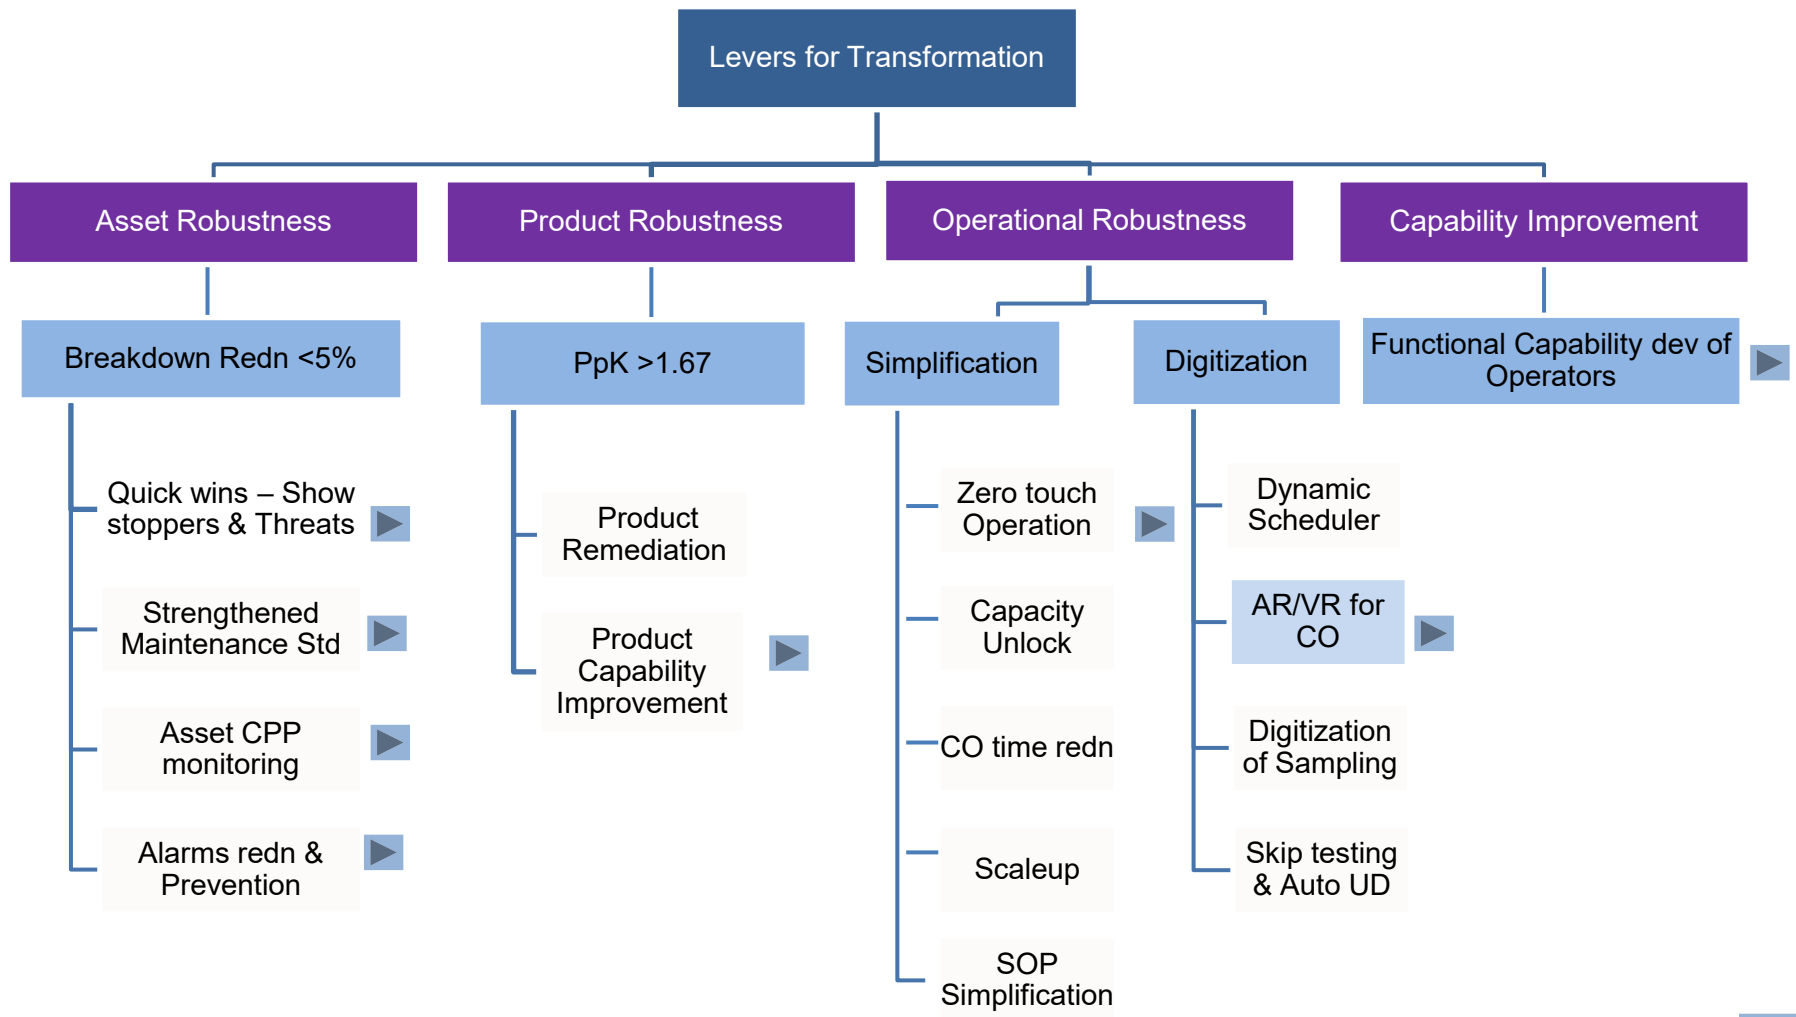 Levers for Transformation
Asset Robustness
Product Robustness
Operational Robustness
Capability Improvement
Breakdown Redn <5%
PpK >1.67
Simplification
Digitization
Functional Capability dev of
Operators
Quick wins – Show
stoppers & Threats
Strengthened
Maintenance Std
Asset CPP
monitoring
Alarms redn &
Prevention
Product
Remediation
Product
Capability
Improvement
Zero touch
Operation
Capacity
Unlock
CO time redn
Scaleup
SOP
Simplification
Dynamic
Scheduler
AR/VR for
CO
Digitization
of Sampling
Skip testing
& Auto UD